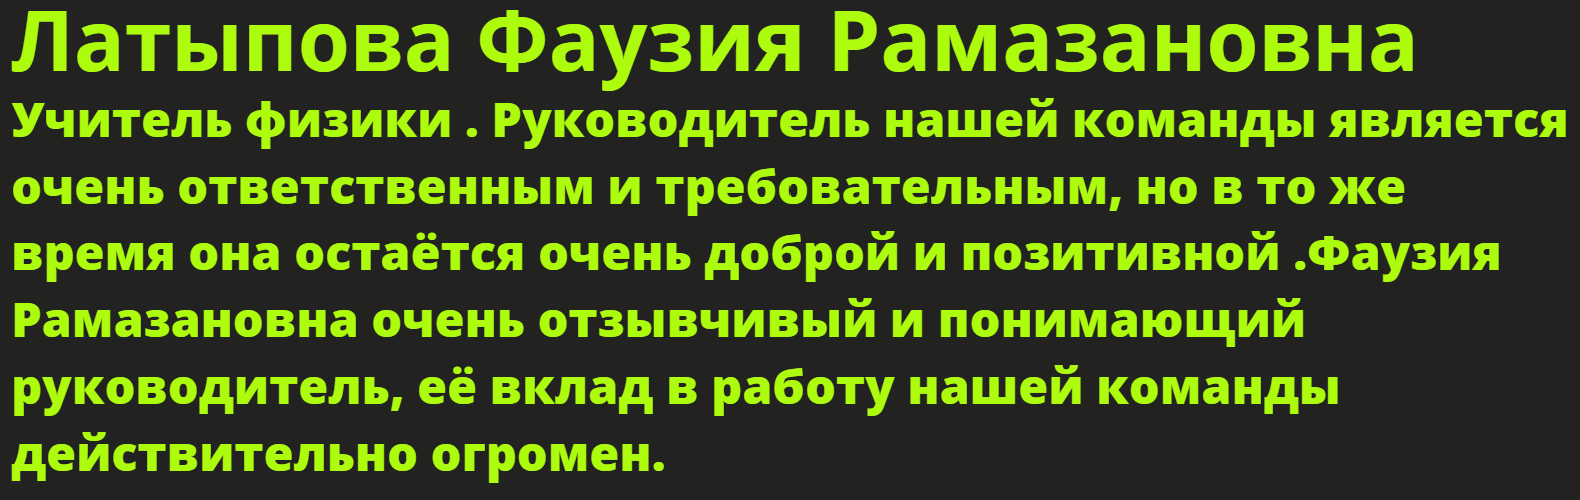 Латыпова Фаузия Рамазановна
Учитель физики . Руководитель нашей команды является
очень ответственным и требовательным, но в то же
время она остаётся очень доброй и позитивной .Фаузия
Рамазановна очень отзывчивый и понимающий
руководитель, её вклад в работу нашей команды
действительно огромен.